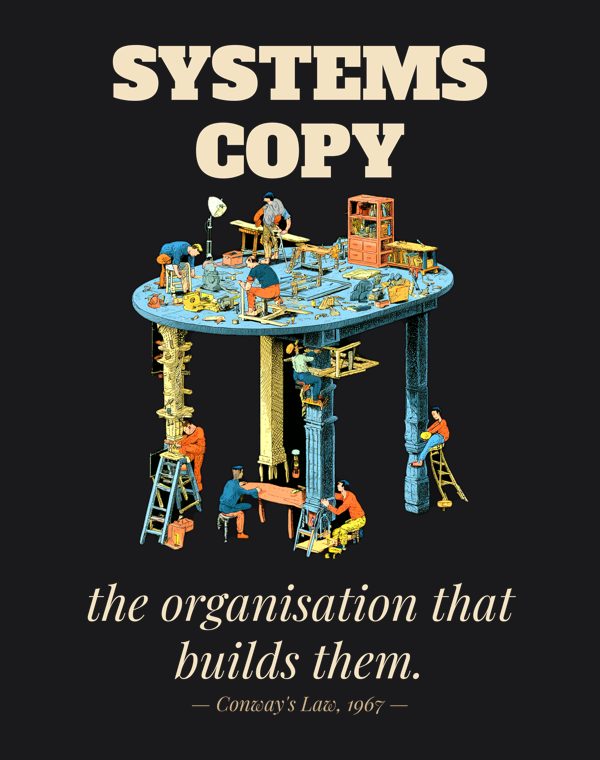 SYSTEMS
COPY
the organisation that
builds them.
— Conway's Law, 1967 —